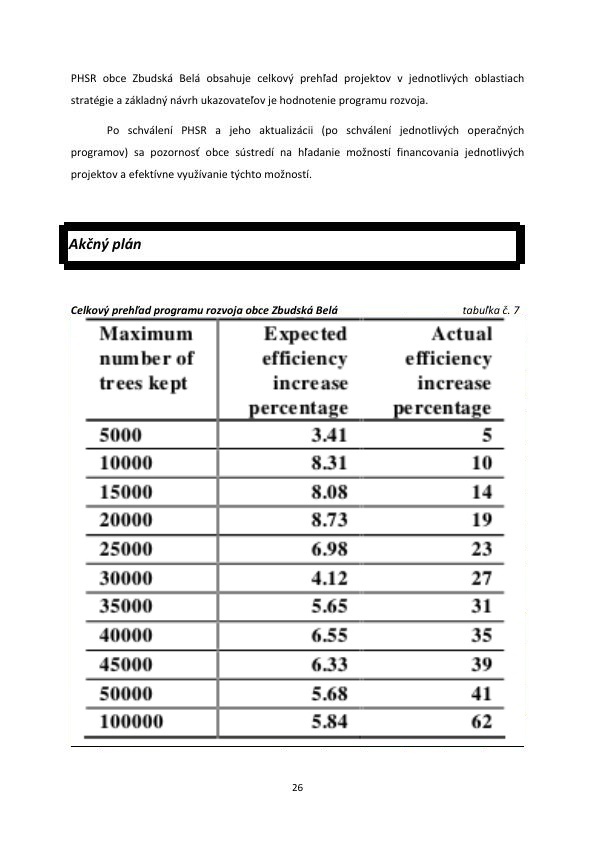 PHSR obce Zbudská Belá obsahuje celkový prehľad projektov v jednotlivých oblastiach
stratégie a základný návrh ukazovateľov je hodnotenie programu rozvoja.
Po schválení PHSR a jeho aktualizácii (po schválení jednotlivých operačných
programov) sa pozornosť obce sústredí na hľadanie možností financovania jednotlivých
projektov a efektívne využívanie týchto možností.
Akčný plán
Celkový prehľad programu rozvoja obce Zbudská Belá tabuľka č. 7
Maximum Expected Actual
number of efficiency efficiency
trees kept increase increase
percentage percentage
5000 3.41 5
10000 8.31 10
15000 8.08 14
20000 8.73 19
25000 6.98 23
30000 4.12 27
35000 5.65 31
40000 6.55 35
45000 6.33 39
50000 5.68 41
100000 5.84 62
26